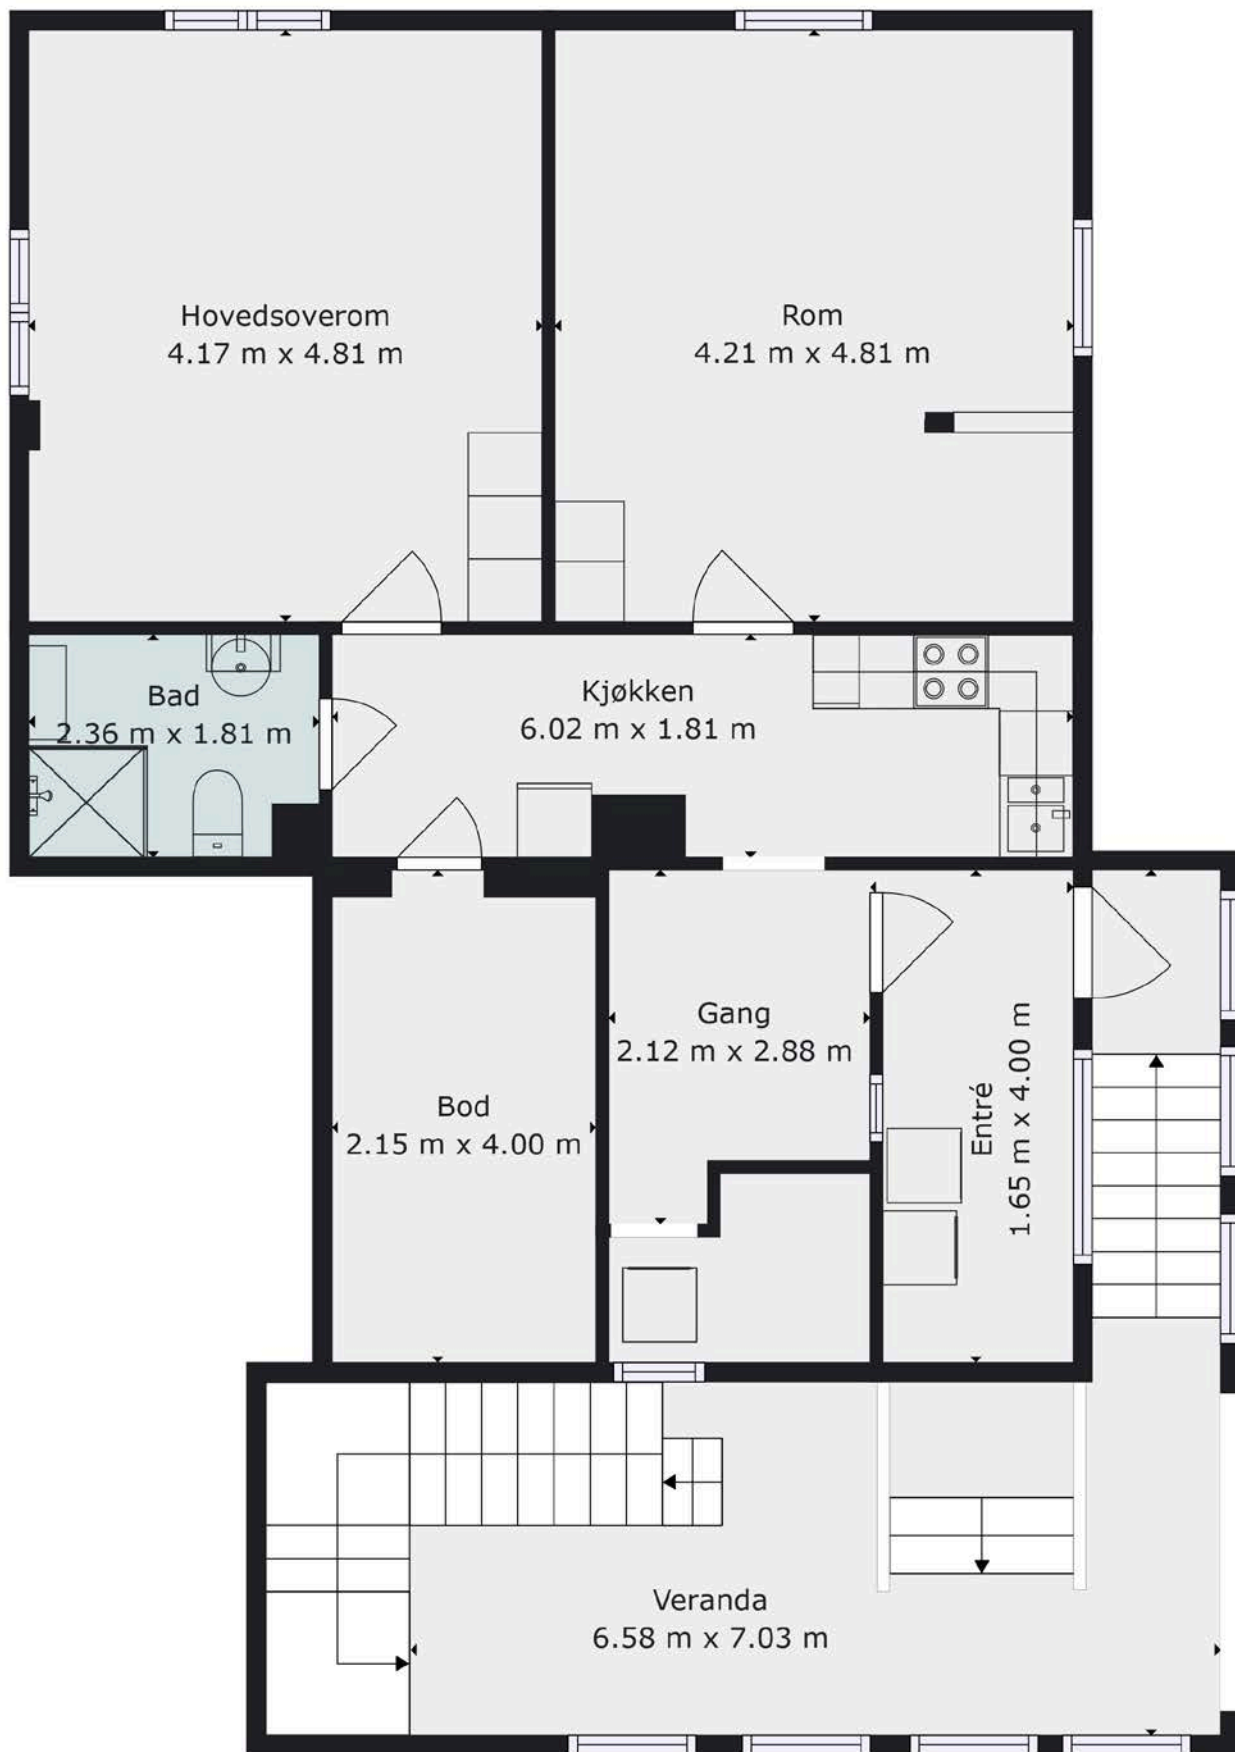 Hovedsoverom
4.17 m x 4.81 m
Rom
4.21 m x 4.81 m
Bad
2.36 m x 1.81 m
Kjøkken
6.02 m x 1.81 m
Gang
2.12 m x 2.88 m
Entré
1.65 m x 4.00 m
Bod
2.15 m x 4.00 m
Veranda
6.58 m x 7.03 m